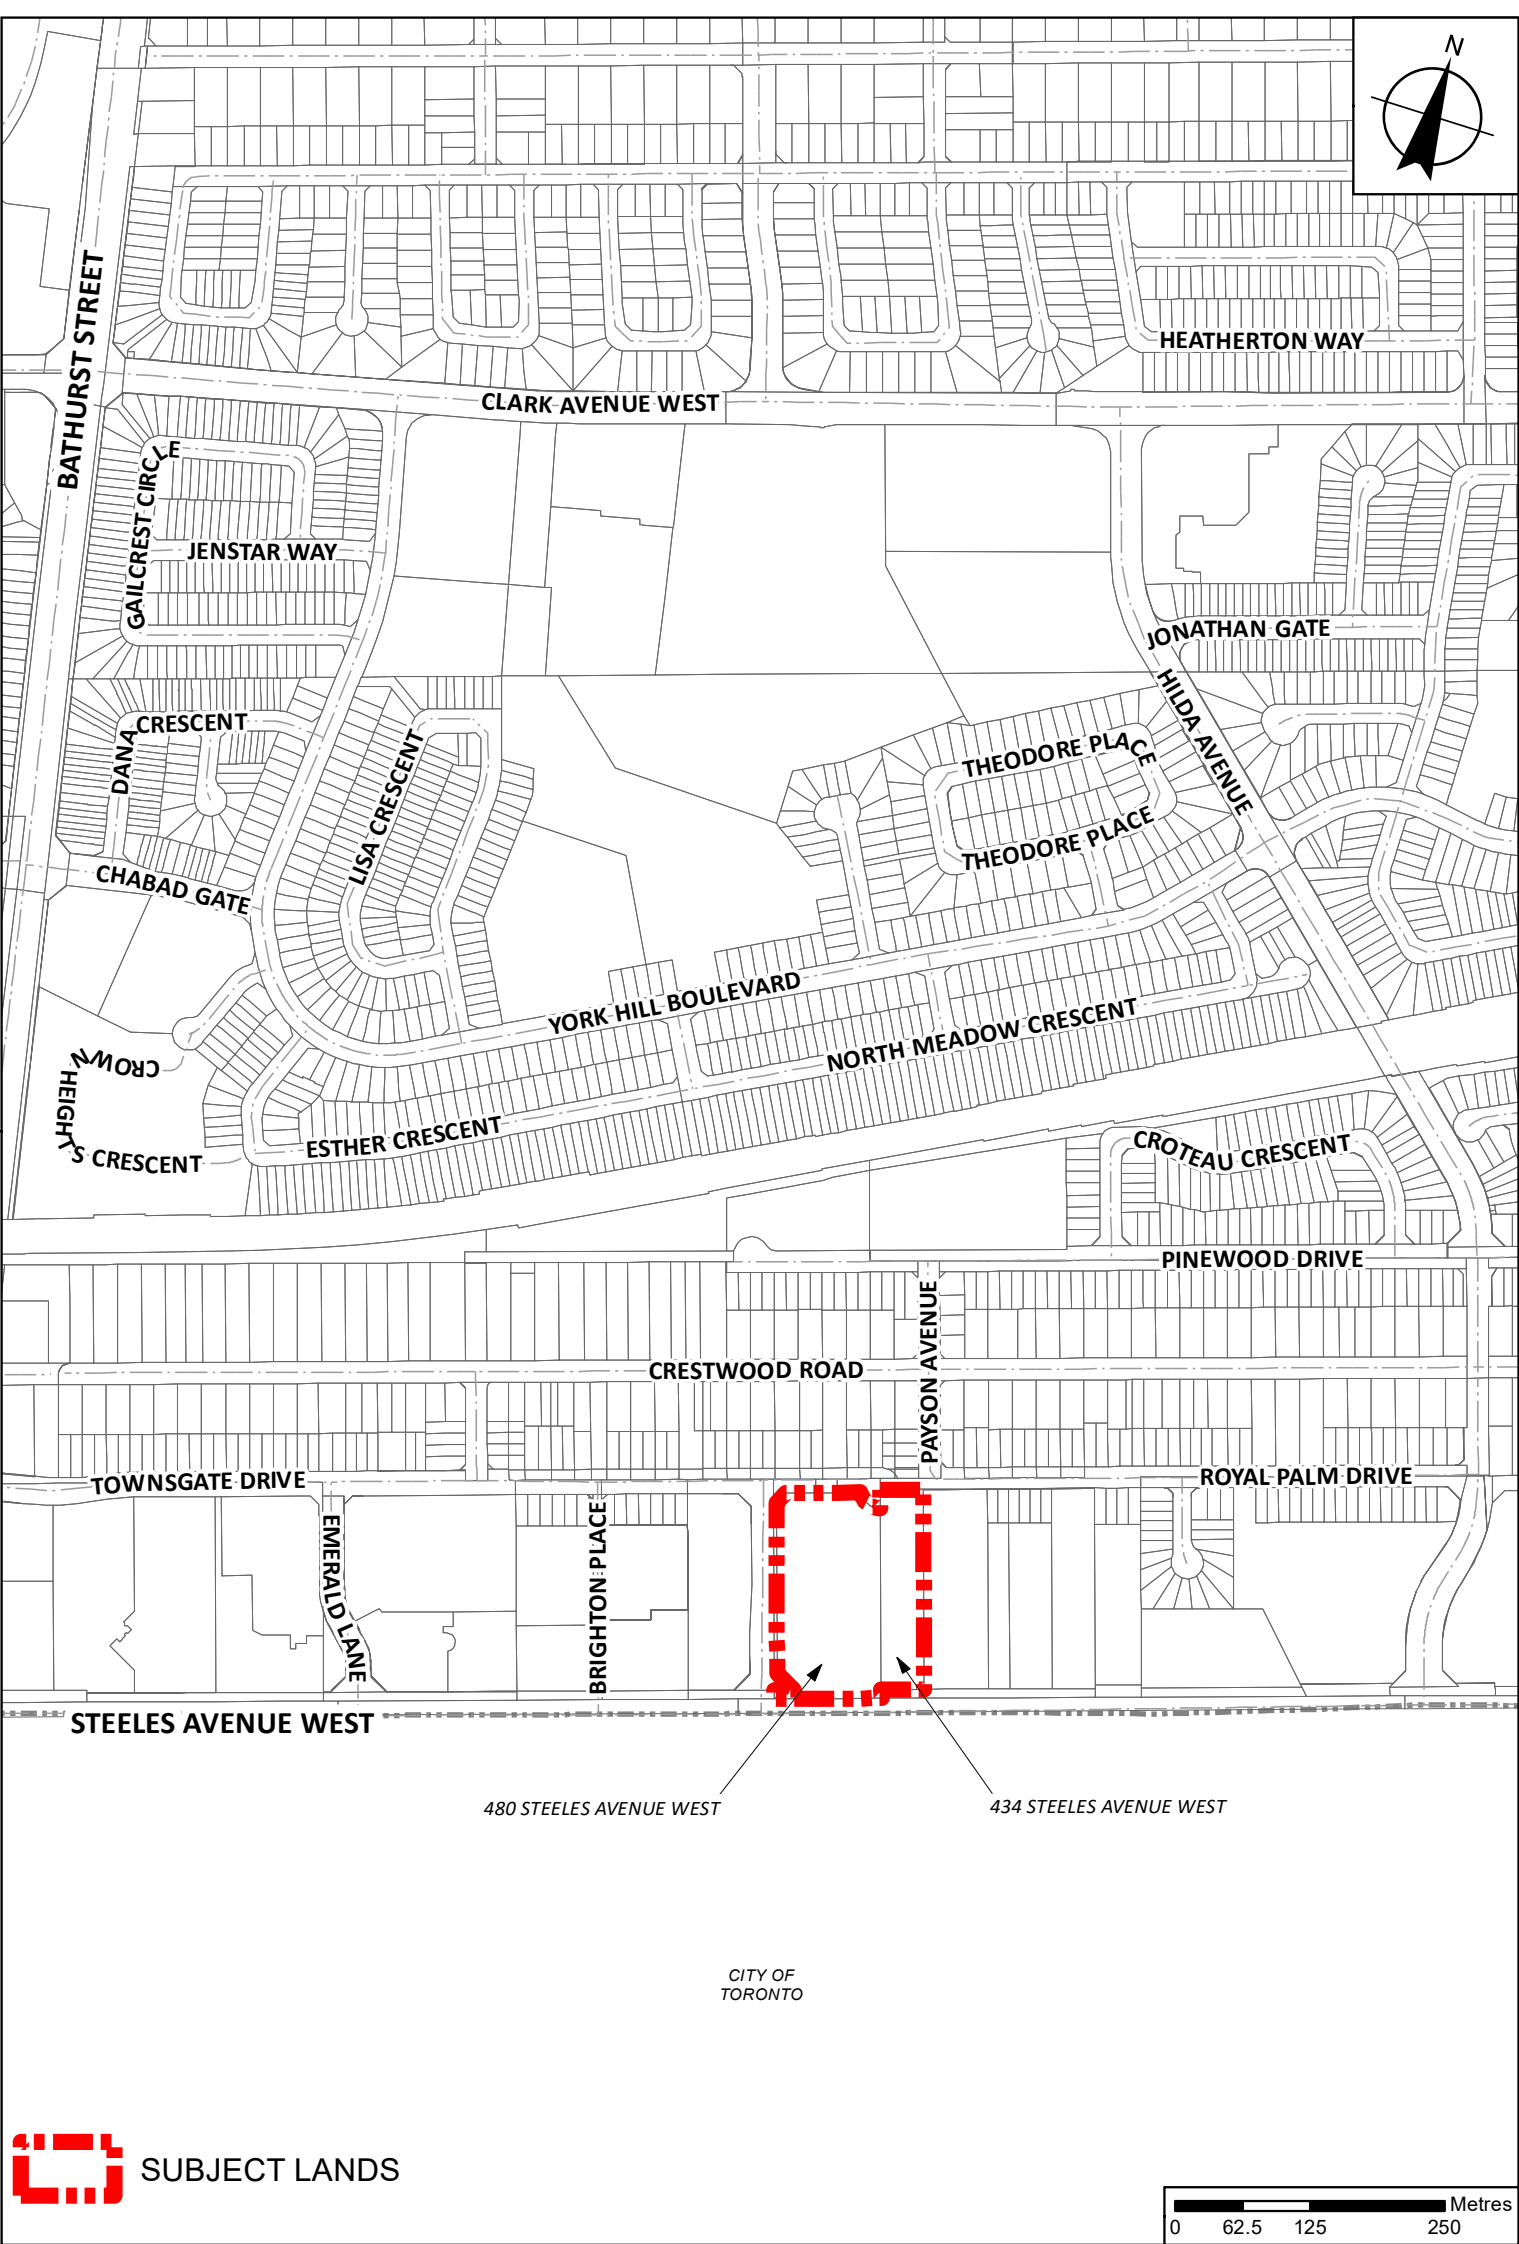 N
BATHURST STREET
HEATHERTON WAY
CLARK AVENUE WEST
GAILCREST CIRCLE
JENSTAR WAY
JONATHAN GATE
HILDA AVENUE
DANA CRESCENT
LISA CRESCENT
THEODORE PLACE
THEODORE PLACE
CHABAD GATE
YORK HILL BOULEVARD
NORTH MEADOW CRESCENT
CROWN HEIGHTS CRESCENT
ESTHER CRESCENT
CROTEAU CRESCENT
PINEWOOD DRIVE
PAYSON AVENUE
CRESTWOOD ROAD
TOWNSGATE DRIVE
ROYAL PALM DRIVE
EMERALD LANE
BRIGHTON PLACE
STEELES AVENUE WEST
480 STEELES AVENUE WEST
434 STEELES AVENUE WEST
CITY OF
TORONTO
SUBJECT LANDS
Metres
0 62.5 125 250